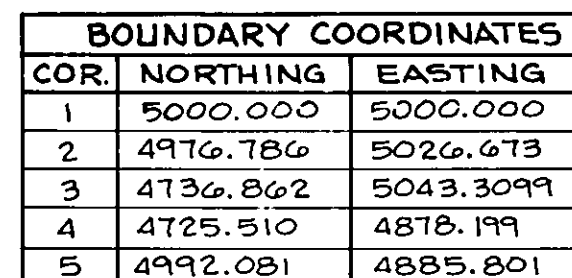 BOUNDARY COORDINATES
COR. NORTHING EASTING
1 5000.000 5000.000
2 4976.786 5026.673
3 4736.862 5043.3099
4 4725.510 4878.199
5 4992.081 4885.801